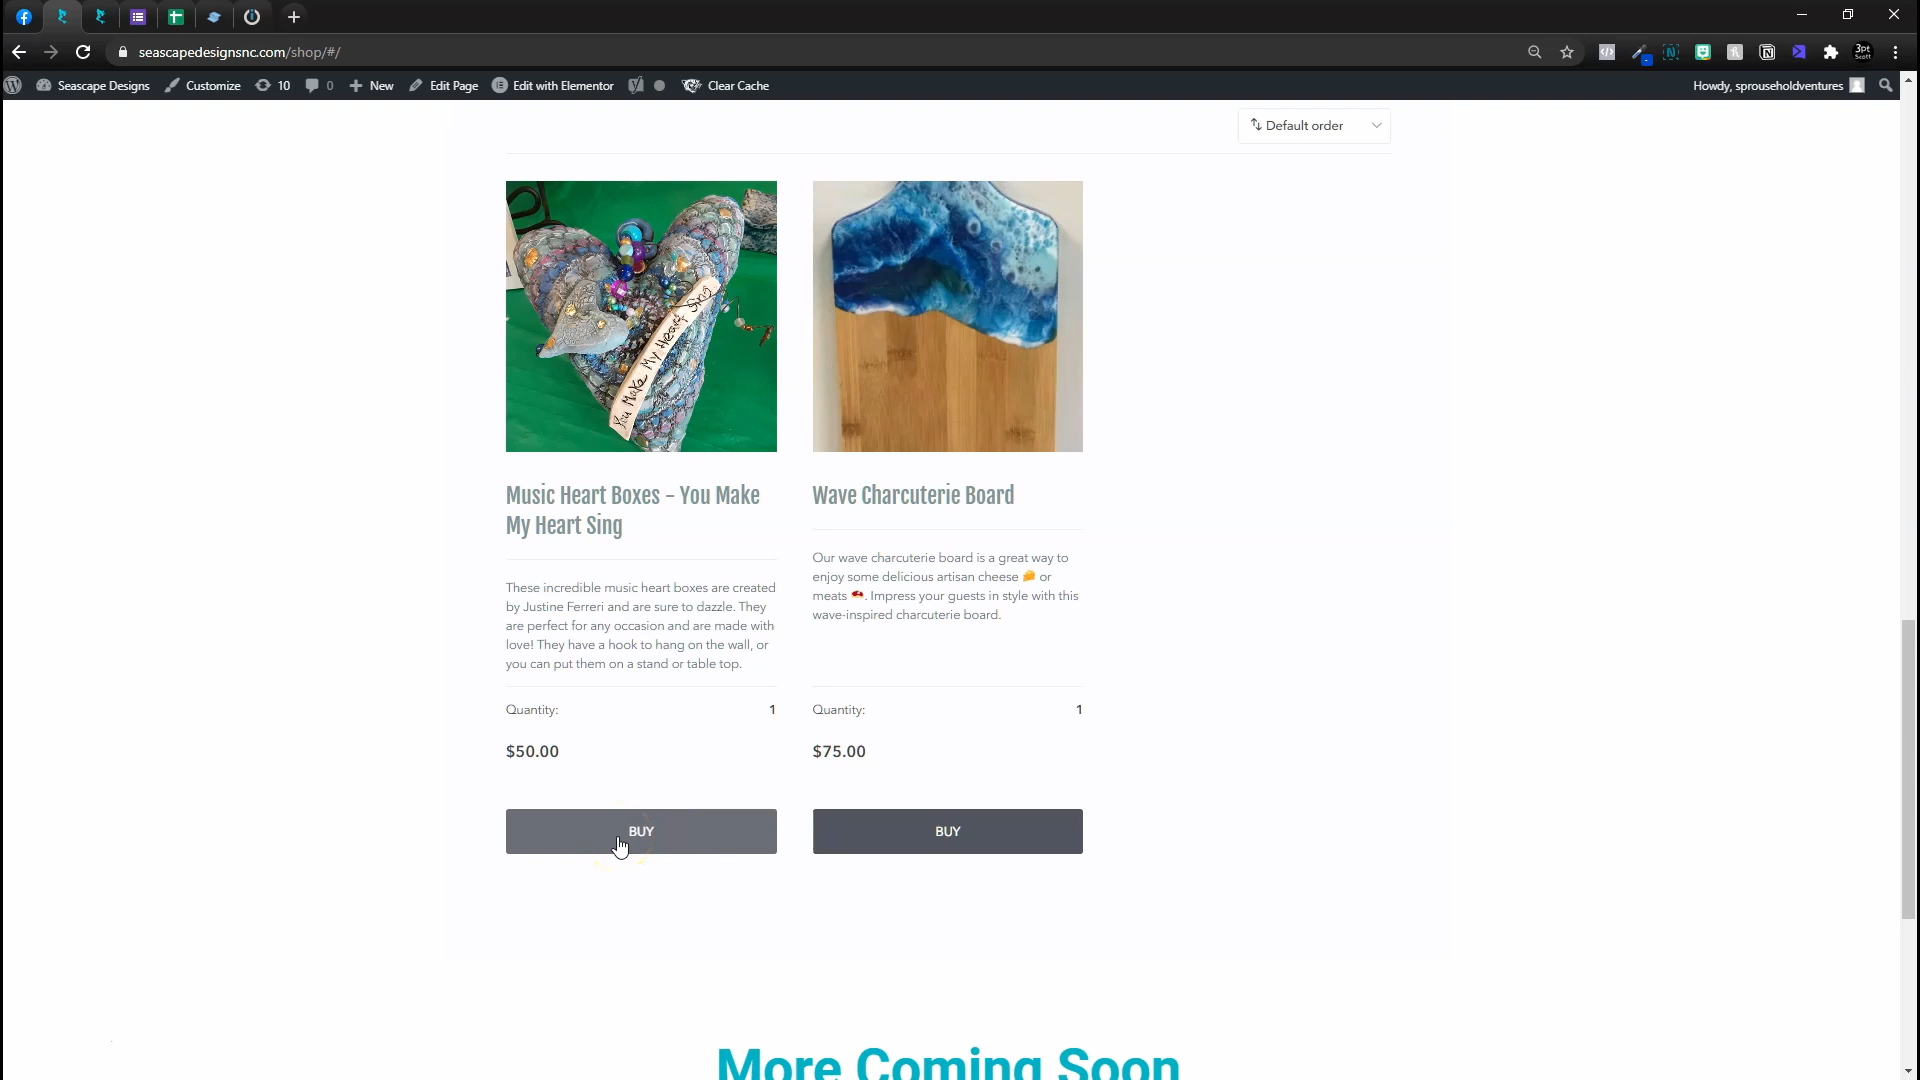 seascapedesignsnc.com/shop/#/
3pt
Scott
Seascape Designs
Customize
10
0
New
Edit Page
Edit with Elementor
Clear Cache
Howdy, sprouseholdventures
Default order
You Make My Heart Sing
Music Heart Boxes - You Make
My Heart Sing
These incredible music heart boxes are created
by Justine Ferreri and are sure to dazzle. They
are perfect for any occasion and are made with
love! They have a hook to hang on the wall, or
you can put them on a stand or table top.
Quantity: 1
$50.00
BUY
Wave Charcuterie Board
Our wave charcuterie board is a great way to
enjoy some delicious artisan cheese 🧀 or
meats 🥩. Impress your guests in style with this
wave-inspired charcuterie board.
Quantity: 1
$75.00
BUY
More Coming Soon